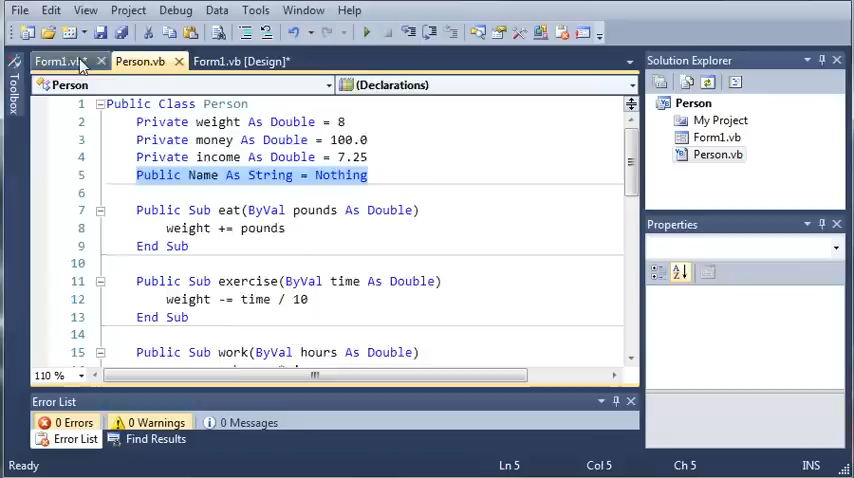 File Edit View Project Debug Data Tools Window Help
Form1.vb* Person.vb Form1.vb [Design]*
Solution Explorer
Toolbox
Person (Declarations)
1 Public Class Person
2 Private weight As Double = 8
3 Private money As Double = 100.0
4 Private income As Double = 7.25
5 Public Name As String = Nothing
6
7 Public Sub eat(ByVal pounds As Double)
8 weight += pounds
9 End Sub
10
11 Public Sub exercise(ByVal time As Double)
12 weight -= time / 10
13 End Sub
14
15 Public Sub work(ByVal hours As Double)
110 %
Person
My Project
Form1.vb
Person.vb
Properties
Error List
0 Errors 0 Warnings 0 Messages
Error List Find Results
Ready Ln 5 Col 5 Ch 5 INS